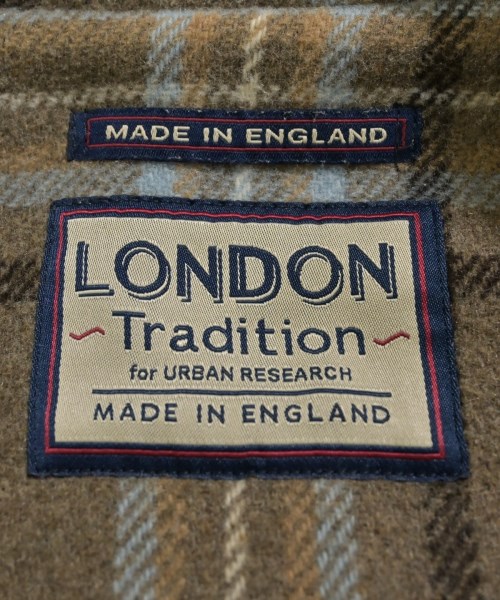 MADE IN ENGLAND
LONDON
~Tradition~
for URBAN RESEARCH
MADE IN ENGLAND